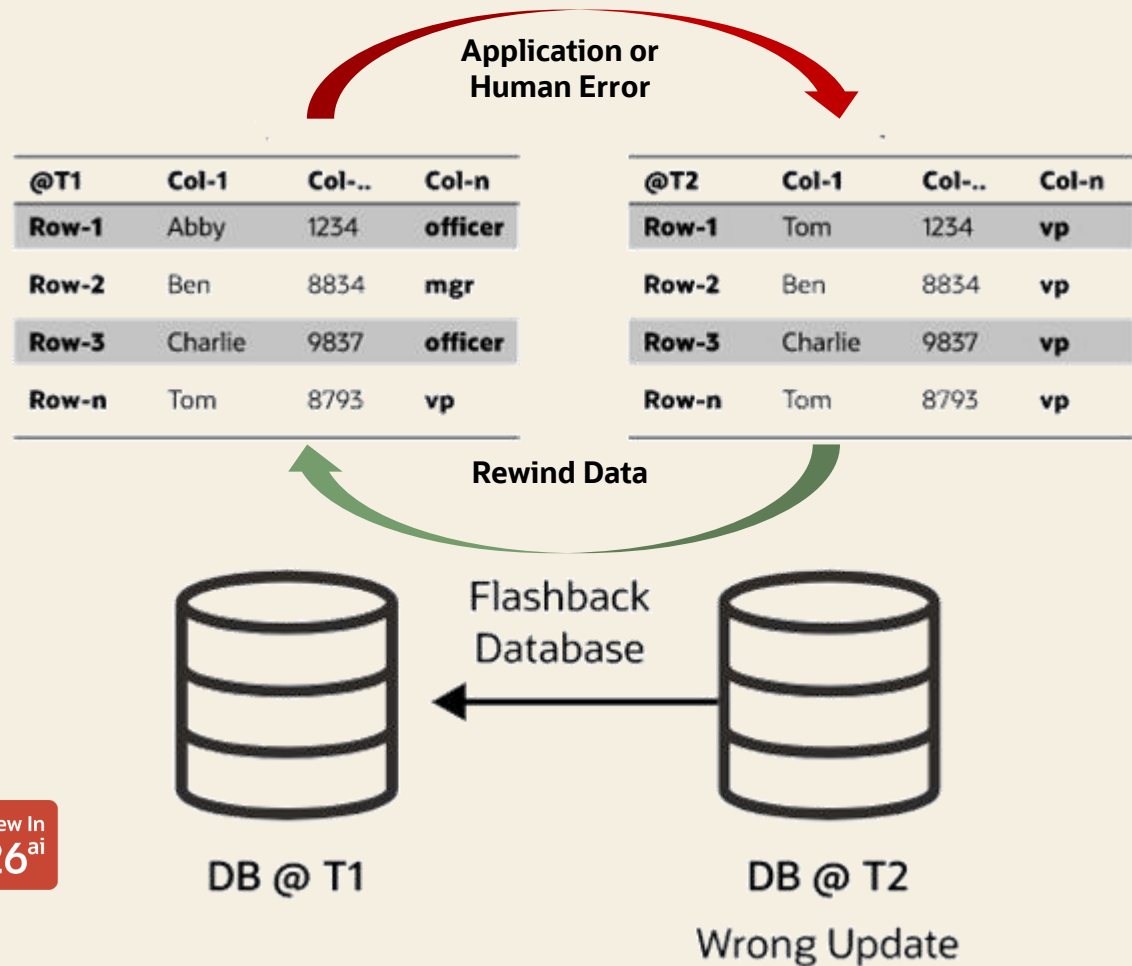 Application or
Human Error
@T1 Col-1 Col-.. Col-n
Row-1 Abby 1234 officer
Row-2 Ben 8834 mgr
Row-3 Charlie 9837 officer
Row-n Tom 8793 vp
@T2 Col-1 Col-.. Col-n
Row-1 Tom 1234 vp
Row-2 Ben 8834 vp
Row-3 Charlie 9837 vp
Row-n Tom 8793 vp
Rewind Data
Flashback
Database
ew In
26ai
DB @ T1
DB @ T2
Wrong Update